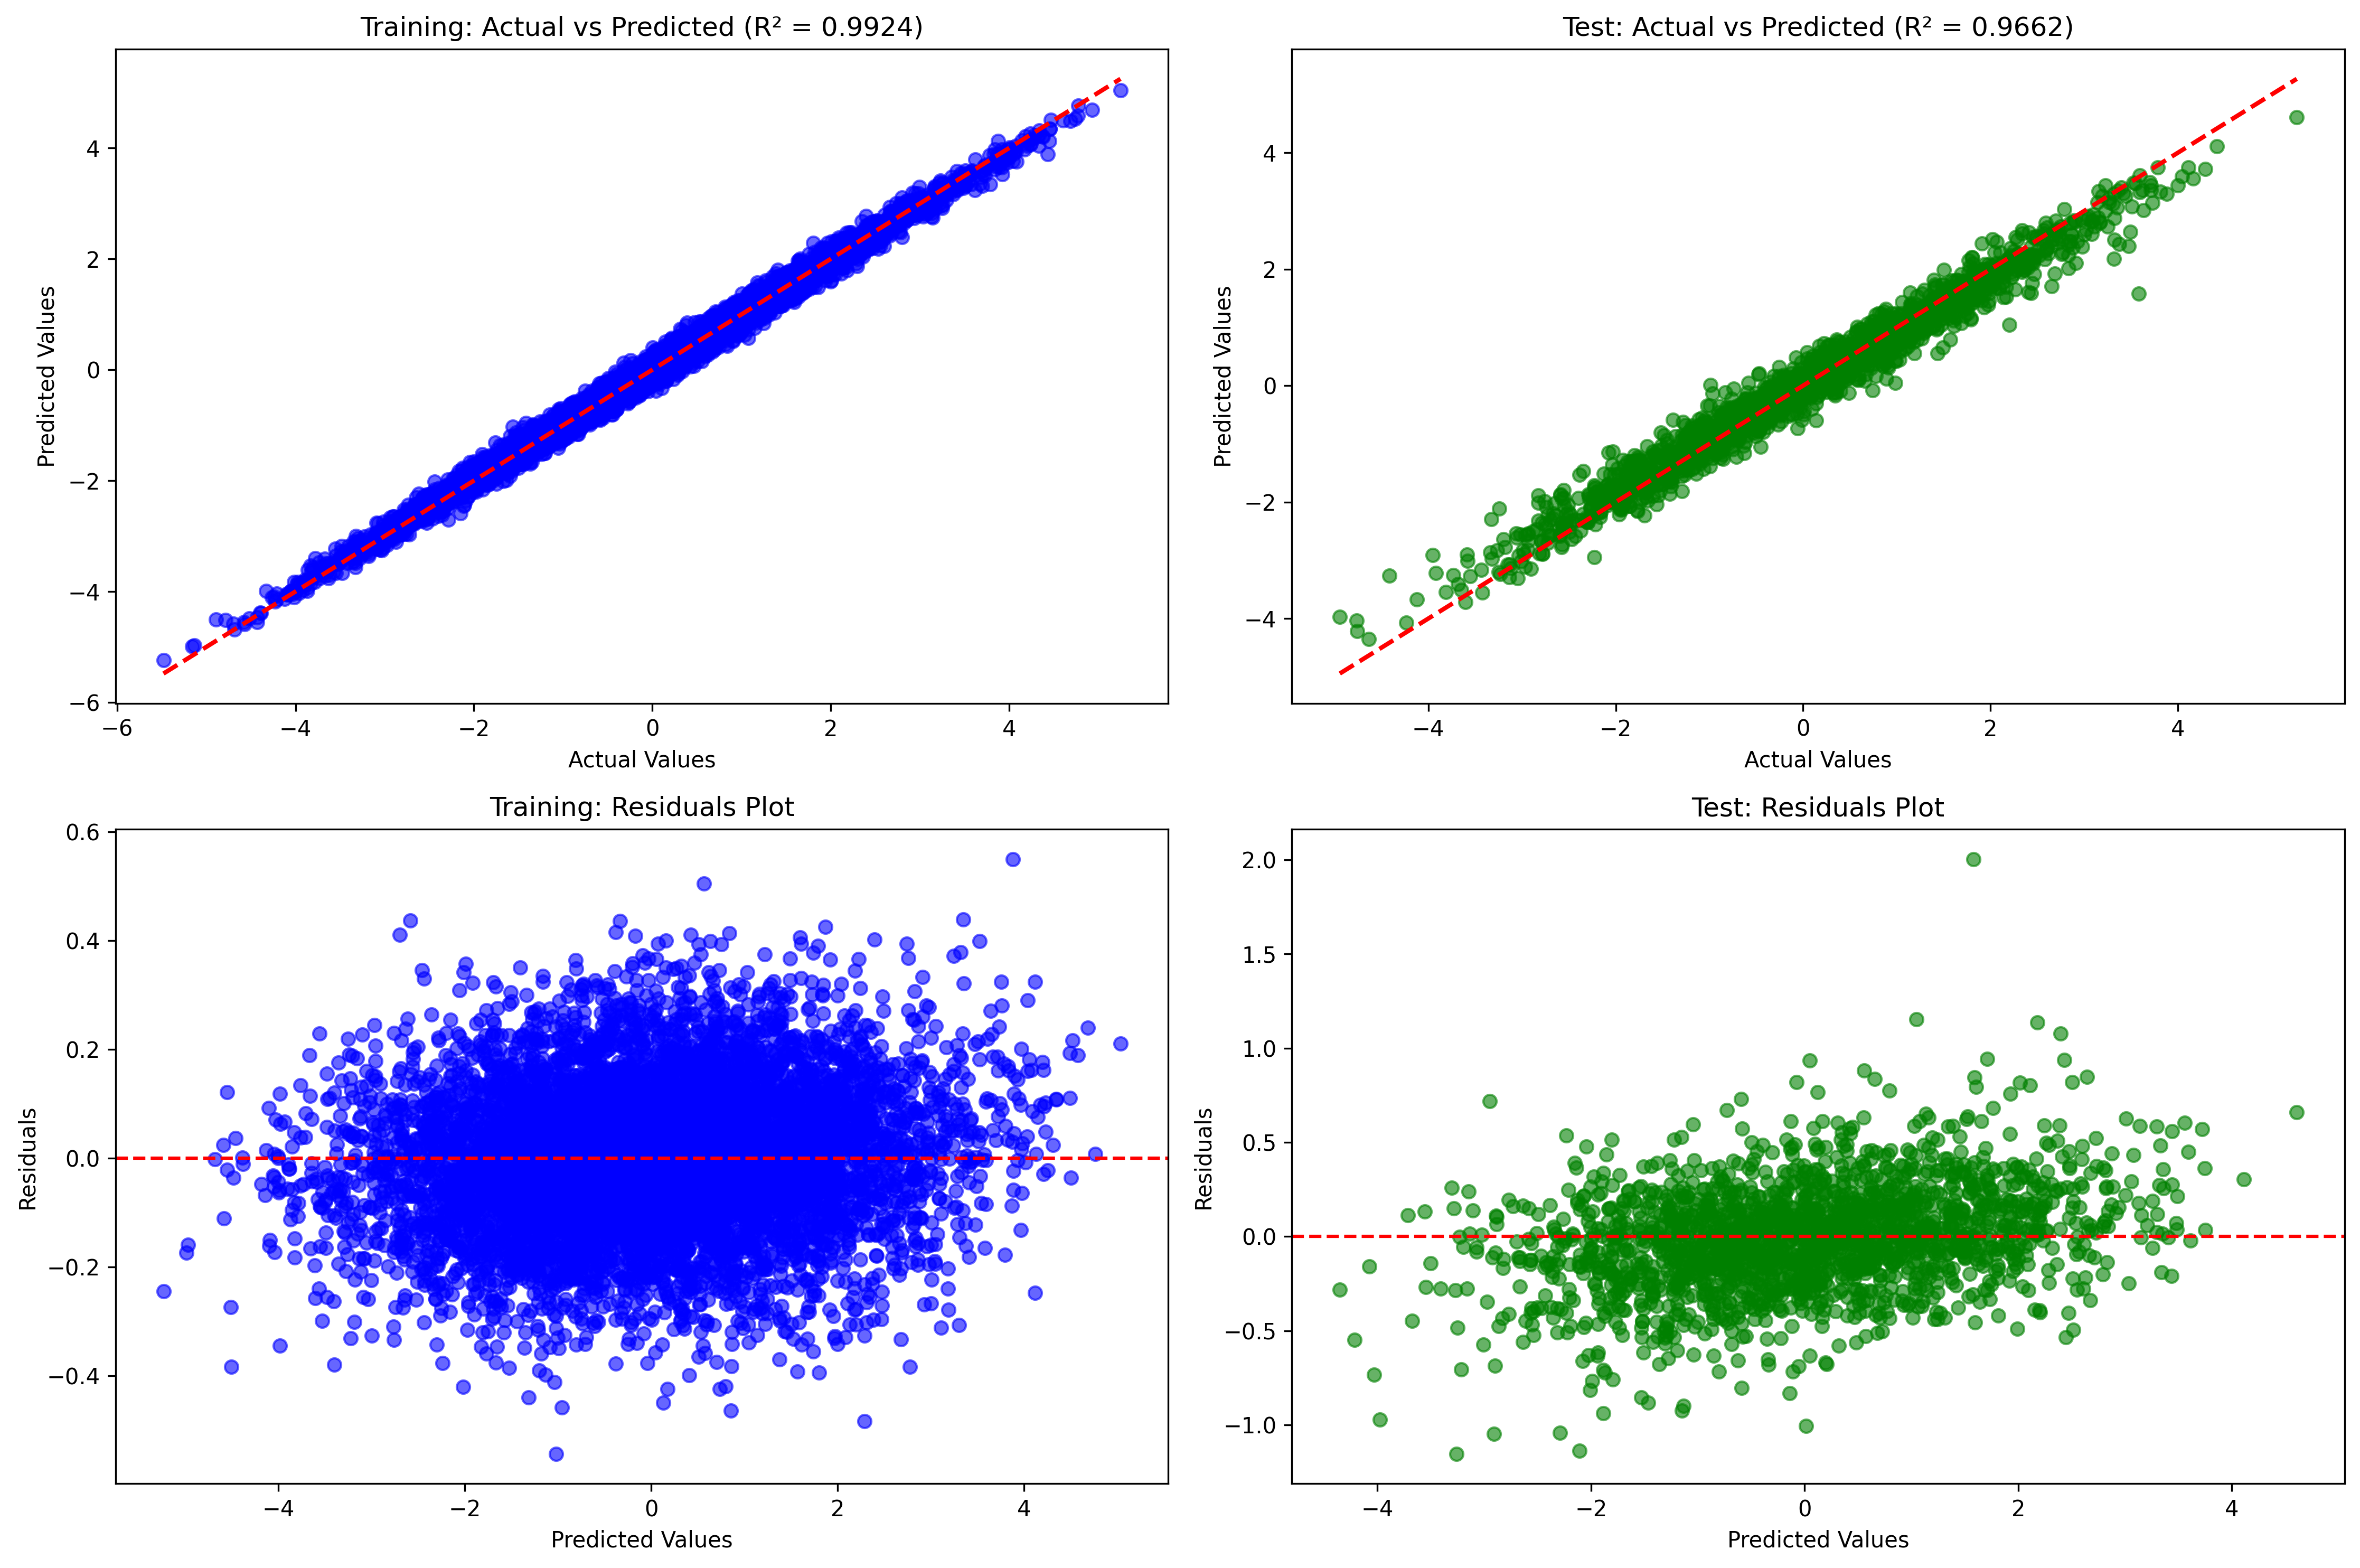 Training: Actual vs Predicted (R² = 0.9924)
4
2
0
−2
−4
−6
Predicted Values
−6 −4 −2 0 2 4
Actual Values
Test: Actual vs Predicted (R² = 0.9662)
4
2
0
−2
−4
Predicted Values
−4 −2 0 2 4
Actual Values
Training: Residuals Plot
0.6
0.4
0.2
0.0
−0.2
−0.4
Residuals
−4 −2 0 2 4
Predicted Values
Test: Residuals Plot
2.0
1.5
1.0
0.5
0.0
−0.5
−1.0
Residuals
−4 −2 0 2 4
Predicted Values